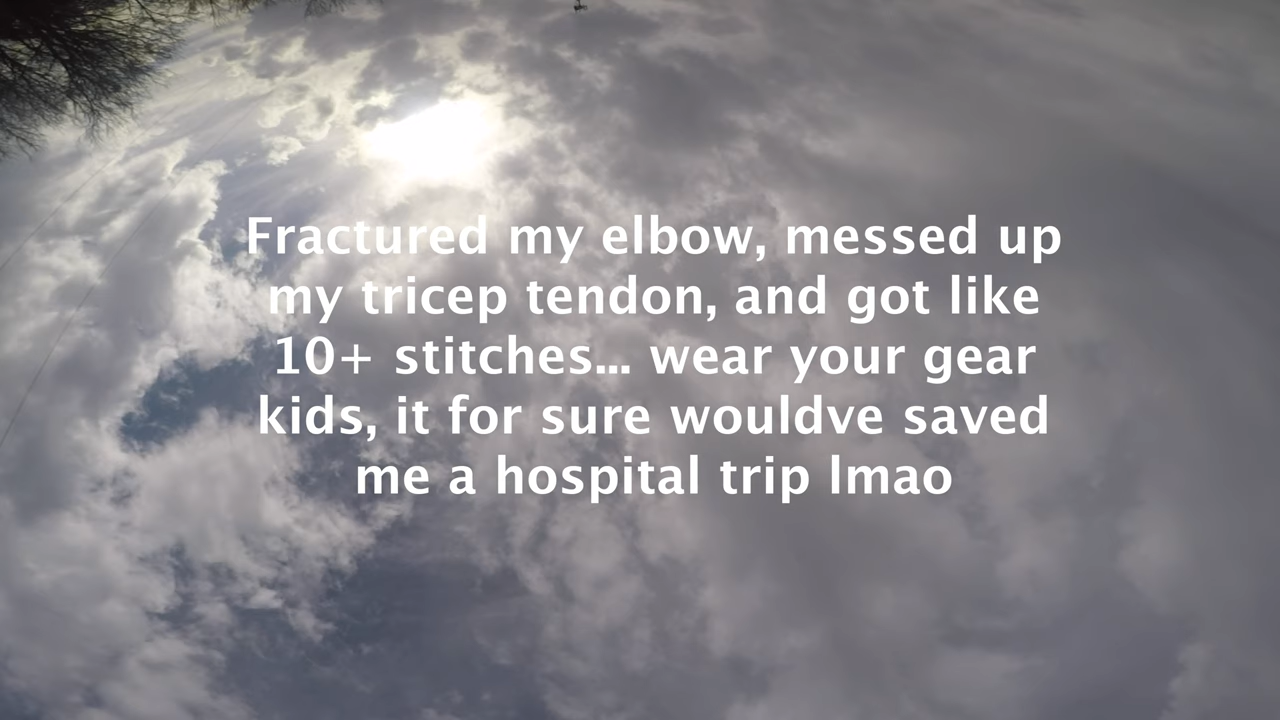 Fractured my elbow, messed up
my tricep tendon, and got like
10+ stitches... wear your gear
kids, it for sure wouldve saved
me a hospital trip lmao